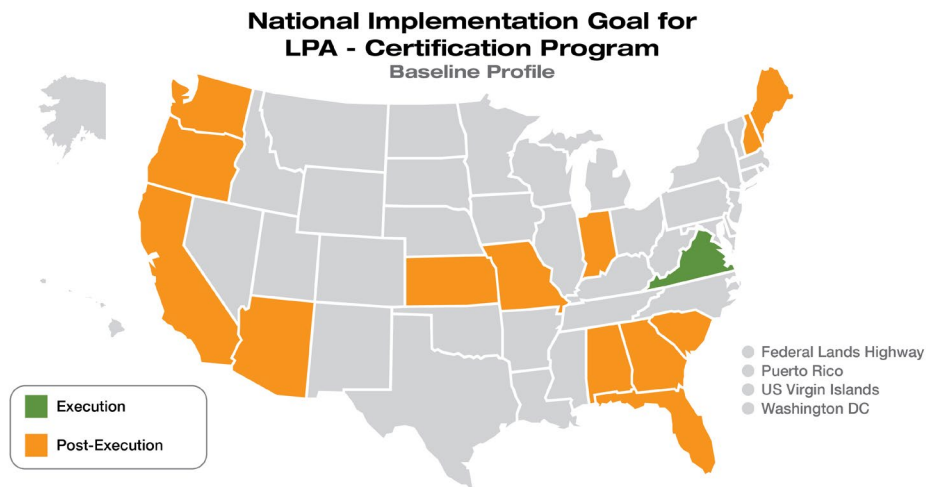 National Implementation Goal for
LPA - Certification Program
Baseline Profile
Federal Lands Highway
Puerto Rico
US Virgin Islands
Washington DC
Execution
Post-Execution